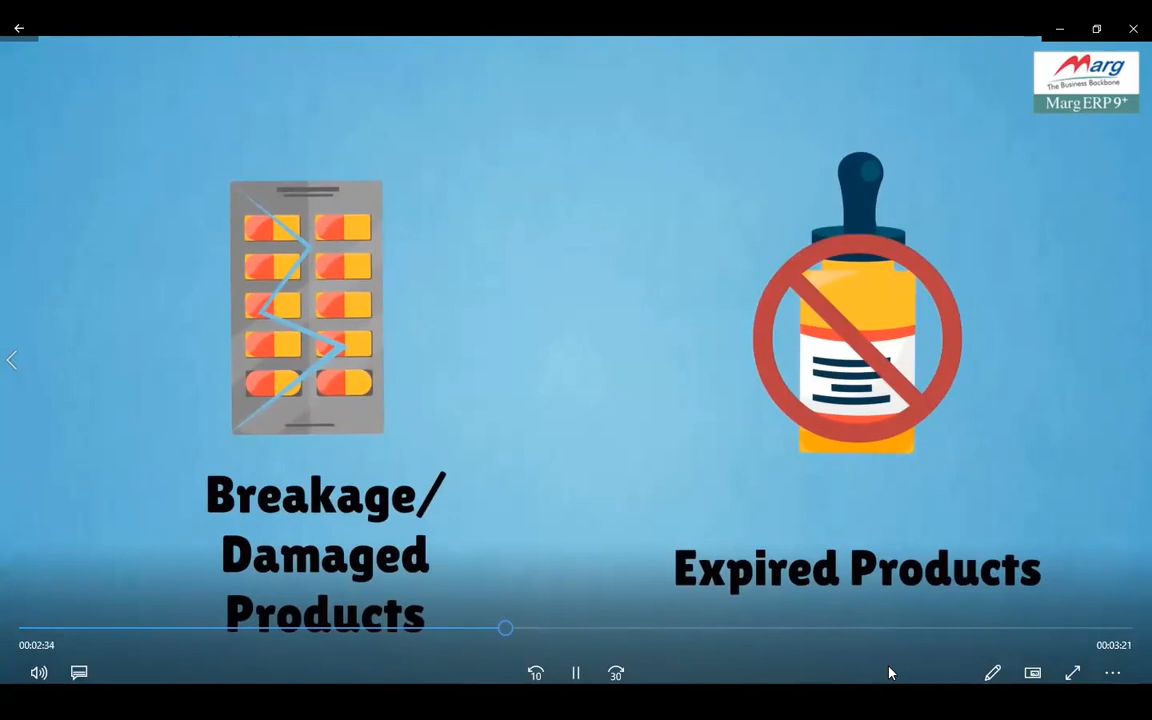 Marg
The Business Backbone
Marg ERP 9+
Breakage/
Damaged
Products
Expired Products
00:02:34
00:03:21
10
30